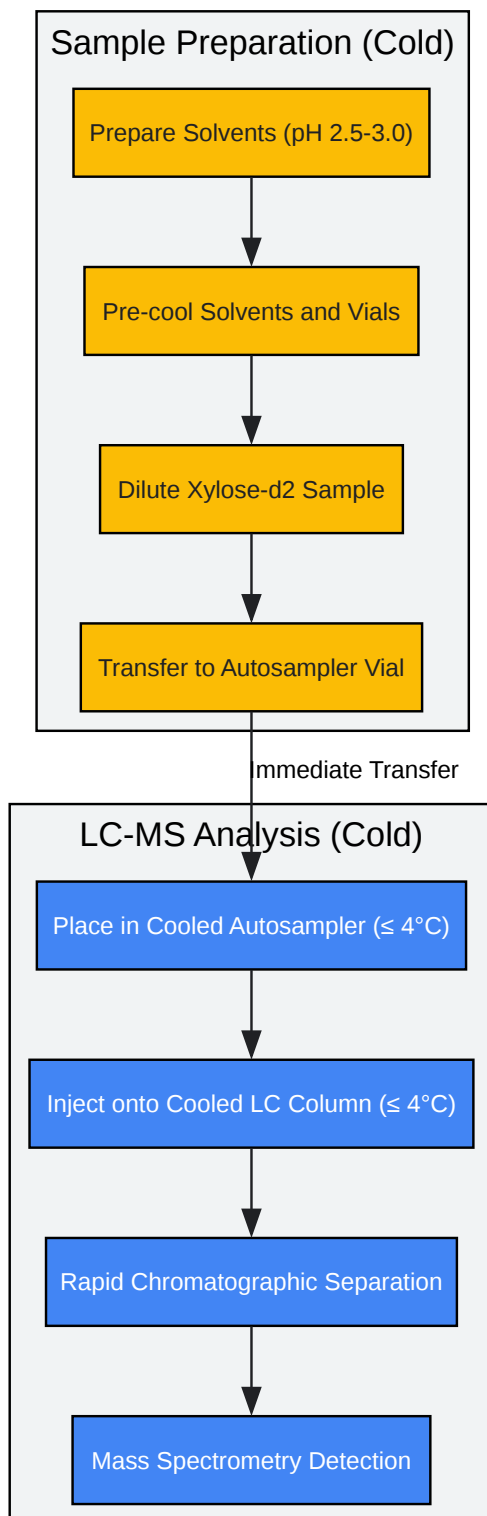 Sample Preparation (Cold)
Prepare Solvents (pH 2.5-3.0)
Pre-cool Solvents and Vials
Dilute Xylose-d2 Sample
Transfer to Autosampler Vial
Immediate Transfer
LC-MS Analysis (Cold)
Place in Cooled Autosampler (≤ 4°C)
Inject onto Cooled LC Column (≤ 4°C)
Rapid Chromatographic Separation
Mass Spectrometry Detection